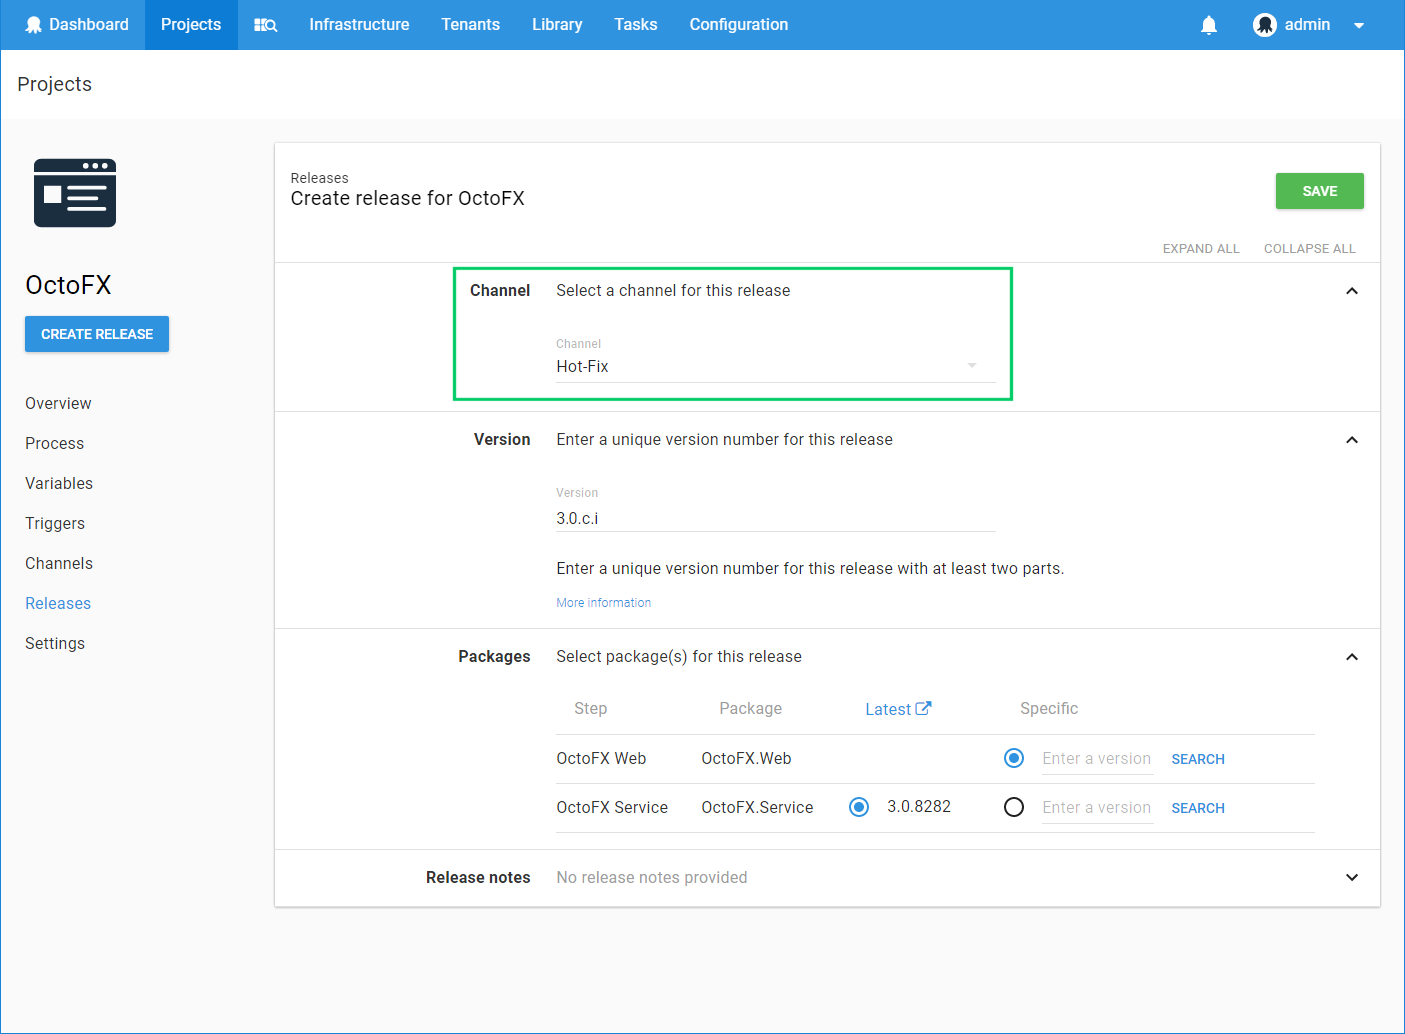 Dashboard Projects Infrastructure Tenants Library Tasks Configuration admin
Projects
OctoFX
CREATE RELEASE
Overview
Process
Variables
Triggers
Channels
Releases
Settings
Releases
Create release for OctoFX
SAVE
EXPAND ALL COLLAPSE ALL
Channel Select a channel for this release
Channel
Hot-Fix
Version Enter a unique version number for this release
Version
3.0.c.i
Enter a unique version number for this release with at least two parts.
More information
Packages Select package(s) for this release
Step Package Latest Specific
OctoFX Web OctoFX.Web Enter a version SEARCH
OctoFX Service OctoFX.Service 3.0.8282 Enter a version SEARCH
Release notes No release notes provided